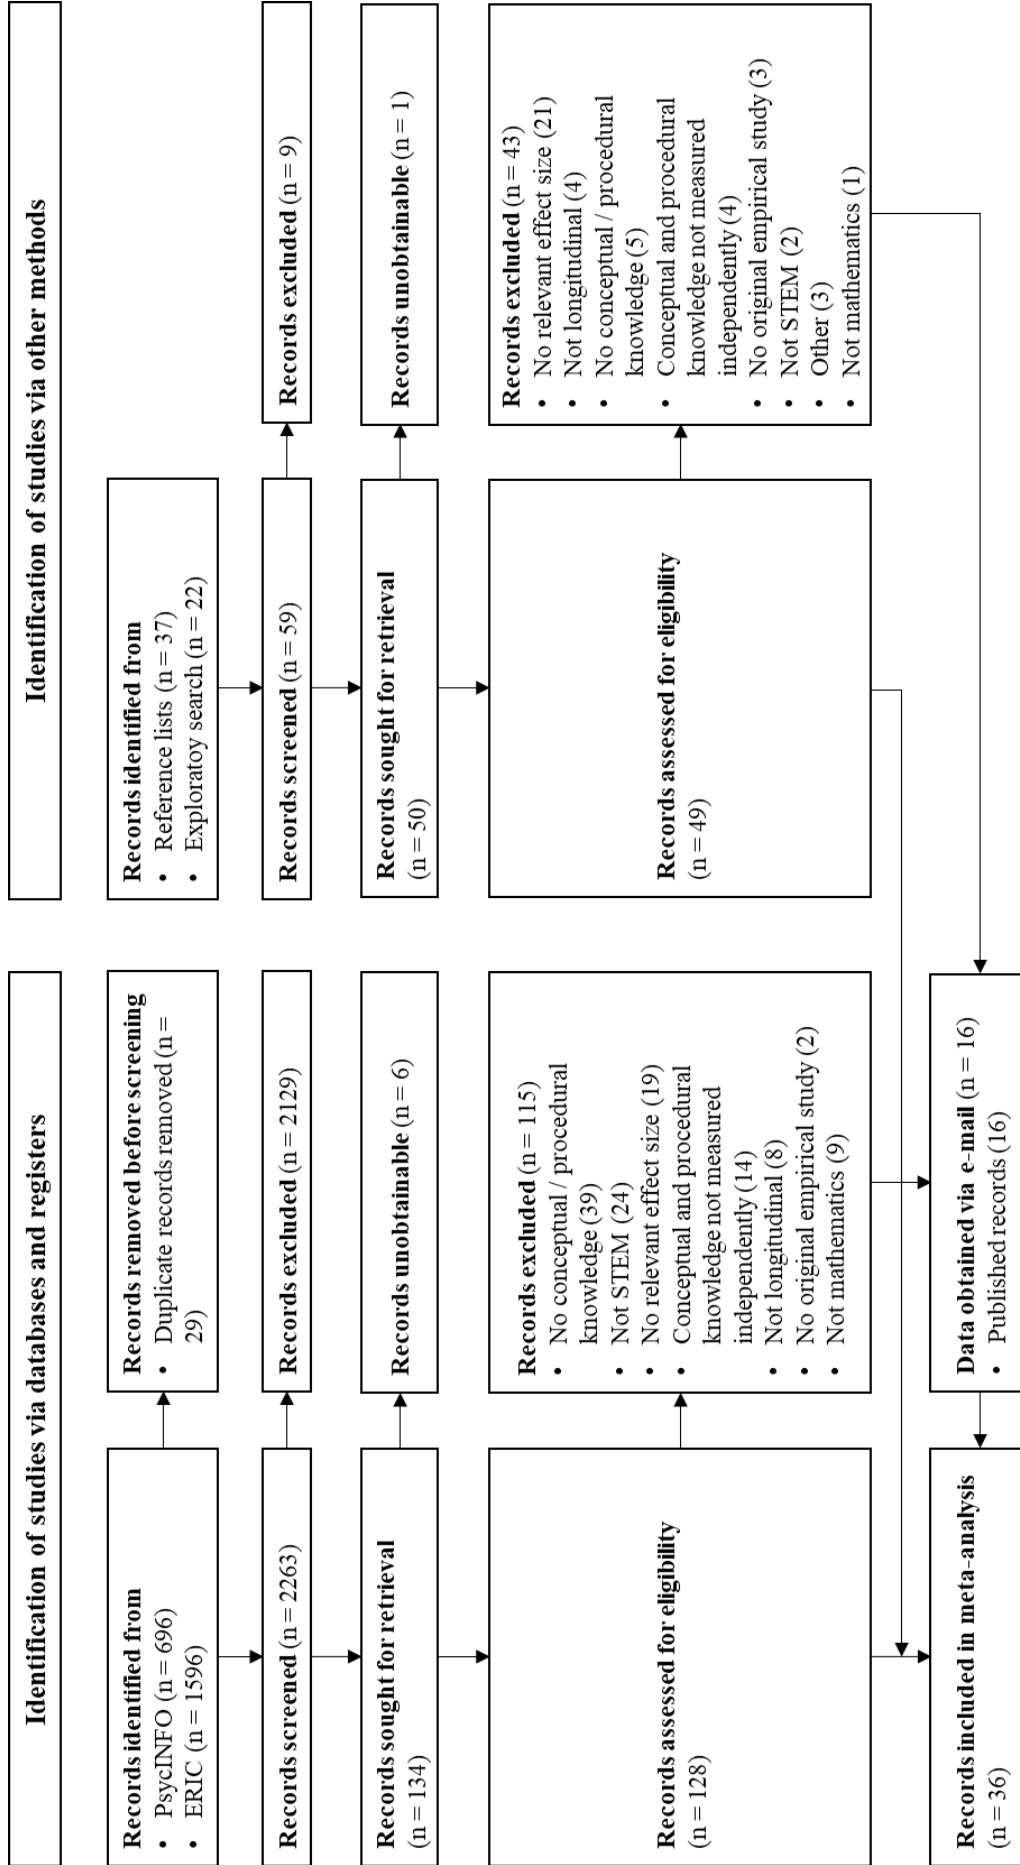 Identification of studies via databases and registers
Records identified from
• PsycINFO (n = 696)
• ERIC (n = 1596)
Records removed before screening
• Duplicate records removed (n =
29)
Records screened (n = 2263)
Records excluded (n = 2129)
Records sought for retrieval
(n = 134)
Records unobtainable (n = 6)
Records assessed for eligibility
(n = 128)
Records excluded (n = 115)
• No conceptual / procedural
knowledge (39)
• Not STEM (24)
• No relevant effect size (19)
• Conceptual and procedural
knowledge not measured
independently (14)
• Not longitudinal (8)
• No original empirical study (2)
• Not mathematics (9)
Identification of studies via other methods
Records identified from
• Reference lists (n = 37)
• Exploratoy search (n = 22)
Records screened (n = 59)
Records excluded (n = 9)
Records sought for retrieval
(n = 50)
Records unobtainable (n = 1)
Records assessed for eligibility
(n = 49)
Records excluded (n = 43)
• No relevant effect size (21)
• Not longitudinal (4)
• No conceptual / procedural
knowledge (5)
• Conceptual and procedural
knowledge not measured
independently (4)
• No original empirical study (3)
• Not STEM (2)
• Other (3)
• Not mathematics (1)
Records included in meta-analysis
(n = 36)
Data obtained via e-mail (n = 16)
• Published records (16)